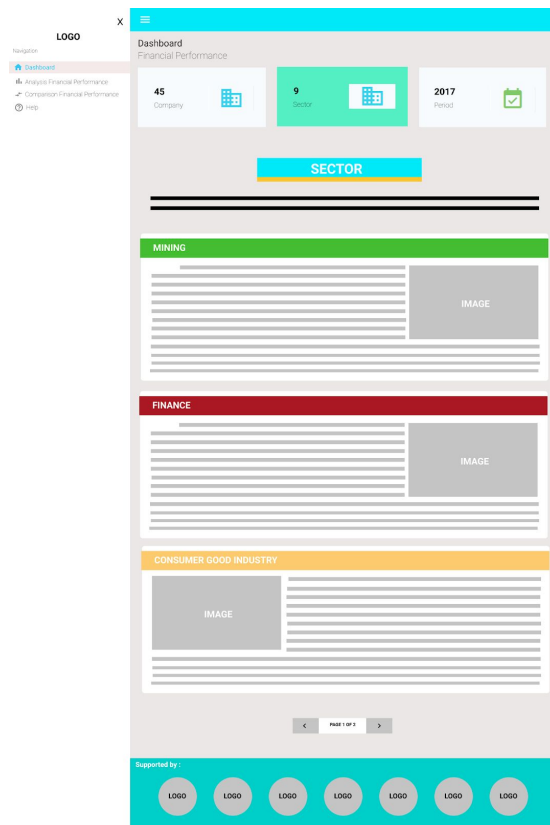 X
LOGO
Navigation
Dashboard
Analysis Financial Performance
Comparison Financial Performance
Help
Dashboard
Financial Performance
45
Company
9
Sector
2017
Period
SECTOR
MINING
IMAGE
FINANCE
IMAGE
CONSUMER GOOD INDUSTRY
IMAGE
PAGE 1 OF 3
Supported by :
LOGO LOGO LOGO LOGO LOGO LOGO LOGO